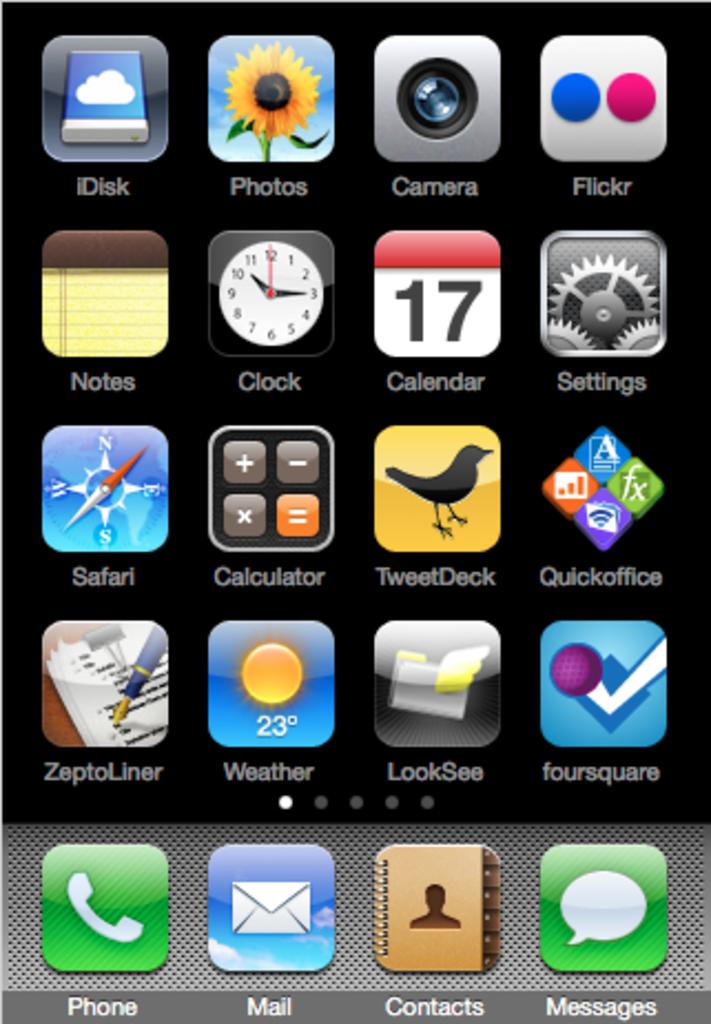 iDisk Photos Camera Flickr
17
Notes Clock Calendar Settings
N
W E
S
A
fx
Safari Calculator TweetDeck Quickoffice
23°
ZeptoLiner Weather LookSee foursquare
Phone Mail Contacts Messages